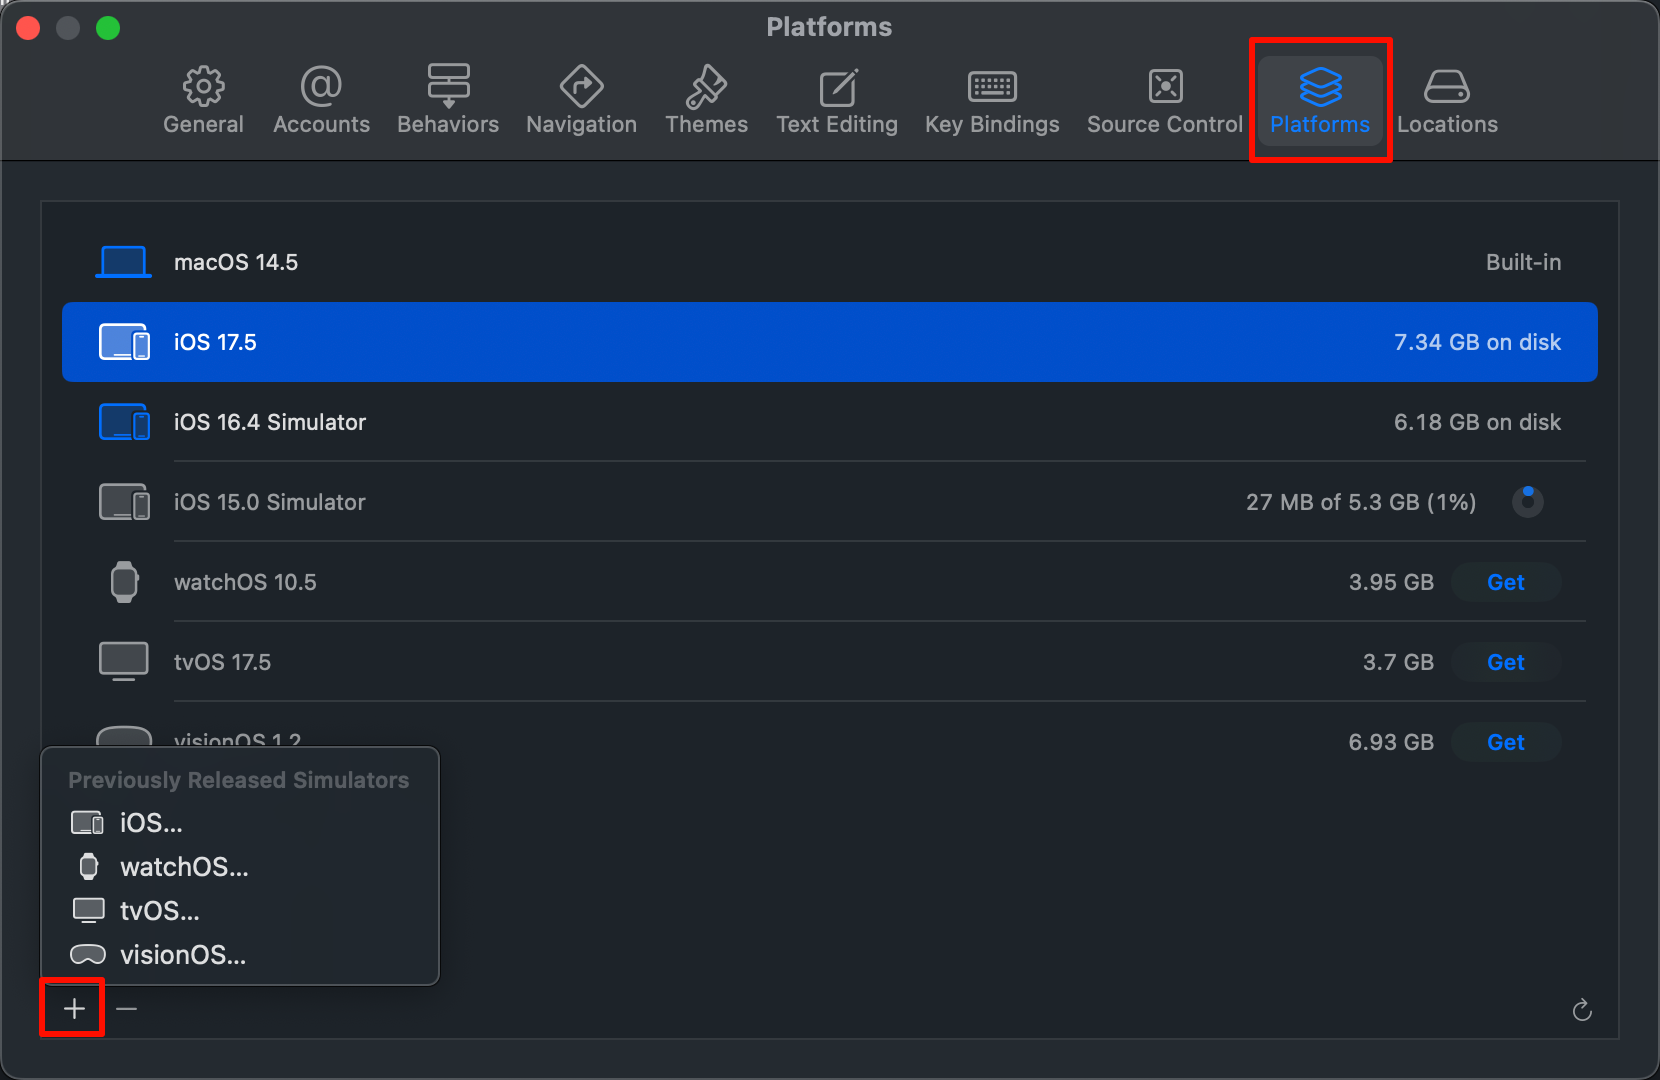 Platforms
General
Accounts
Behaviors
Navigation
Themes
Text Editing
Key Bindings
Source Control
Platforms
Locations
macOS 14.5 Built-in
iOS 17.5 7.34 GB on disk
iOS 16.4 Simulator 6.18 GB on disk
iOS 15.0 Simulator 27 MB of 5.3 GB (1%)
watchOS 10.5 3.95 GB Get
tvOS 17.5 3.7 GB Get
visionOS 1.2 6.93 GB Get
Previously Released Simulators
iOS...
watchOS...
tvOS...
visionOS...